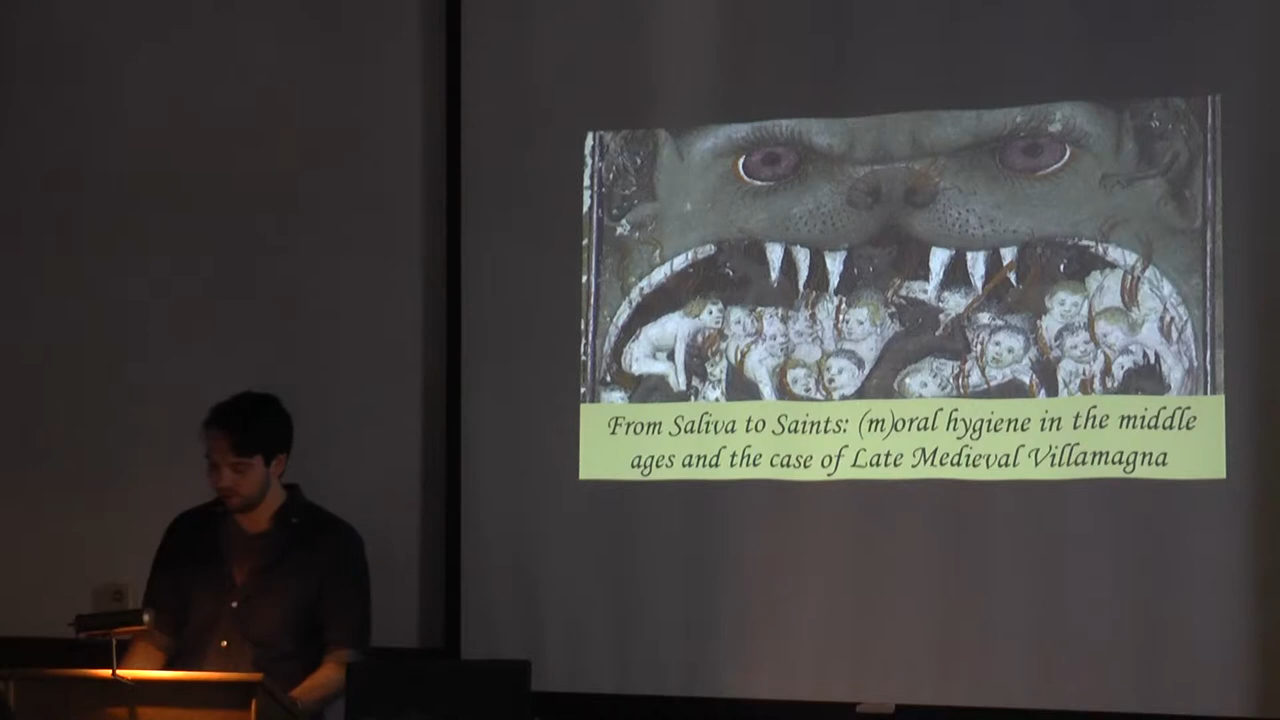 From Saliva to Saints: (m)oral hygiene in the middle
ages and the case of Late Medieval Villamagna